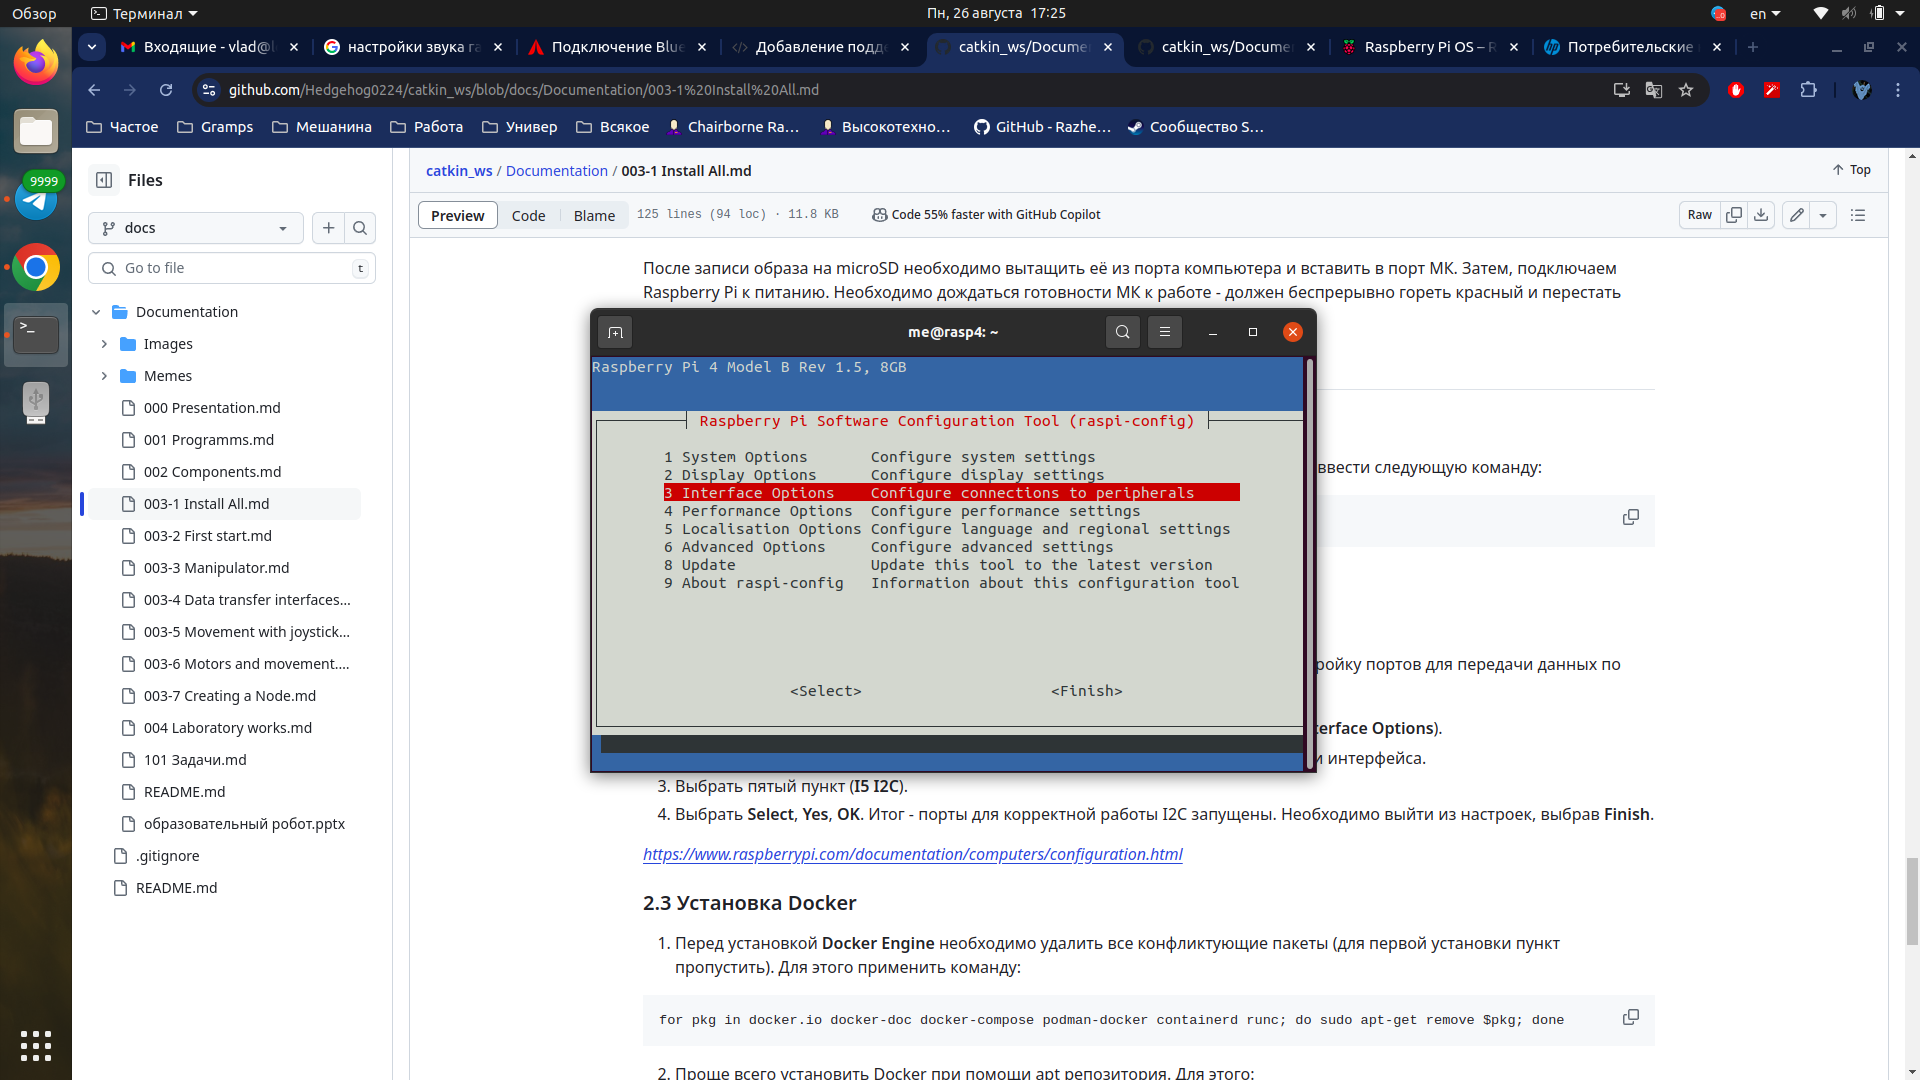 Обзор
Терминал
Пн, 26 августа 17:25
en
Входящие - vlad@l
настройки звука га
Подключение Blue
Добавление подде
catkin_ws/Docume
catkin_ws/Documen
Raspberry Pi OS – R
Потребительские
github.com/Hedgehog0224/catkin_ws/blob/docs/Documentation/003-1%20Install%20All.md
Частое
Gramps
Мешанина
Работа
Универ
Всякое
Chairborne Ra...
Высокотехно...
GitHub - Razhe...
Сообщество S...
9999
Files
docs
Go to file
t
Documentation
Images
Memes
000 Presentation.md
001 Programms.md
002 Components.md
003-1 Install All.md
003-2 First start.md
003-3 Manipulator.md
003-4 Data transfer interfaces...
003-5 Movement with joystick...
003-6 Motors and movement....
003-7 Creating a Node.md
004 Laboratory works.md
101 Задачи.md
README.md
образовательный робот.pptx
.gitignore
README.md
catkin_ws / Documentation / 003-1 Install All.md
Top
Preview
Code
Blame
125 lines (94 loc) · 11.8 KB
Code 55% faster with GitHub Copilot
Raw
После записи образа на microSD необходимо вытащить её из порта компьютера и вставить в порт МК. Затем, подключаем
Raspberry Pi к питанию. Необходимо дождаться готовности МК к работе - должен беспрерывно гореть красный и перестать
me@rasp4: ~
Raspberry Pi 4 Model B Rev 1.5, 8GB
Raspberry Pi Software Configuration Tool (raspi-config)
1 System Options Configure system settings
2 Display Options Configure display settings
3 Interface Options Configure connections to peripherals
4 Performance Options Configure performance settings
5 Localisation Options Configure language and regional settings
6 Advanced Options Configure advanced settings
8 Update Update this tool to the latest version
9 About raspi-config Information about this configuration tool
<Select>
<Finish>
ввести следующую команду:
ройку портов для передачи данных по
terface Options).
и интерфейса.
3. Выбрать пятый пункт (I5 I2C).
4. Выбрать Select, Yes, OK. Итог - порты для корректной работы I2C запущены. Необходимо выйти из настроек, выбрав Finish.
https://www.raspberrypi.com/documentation/computers/configuration.html
2.3 Установка Docker
1. Перед установкой Docker Engine необходимо удалить все конфликтующие пакеты (для первой установки пункт
пропустить). Для этого применить команду:
for pkg in docker.io docker-doc docker-compose podman-docker containerd runc; do sudo apt-get remove $pkg; done
2. Проще всего установить Docker при помощи apt репозитория. Для этого: